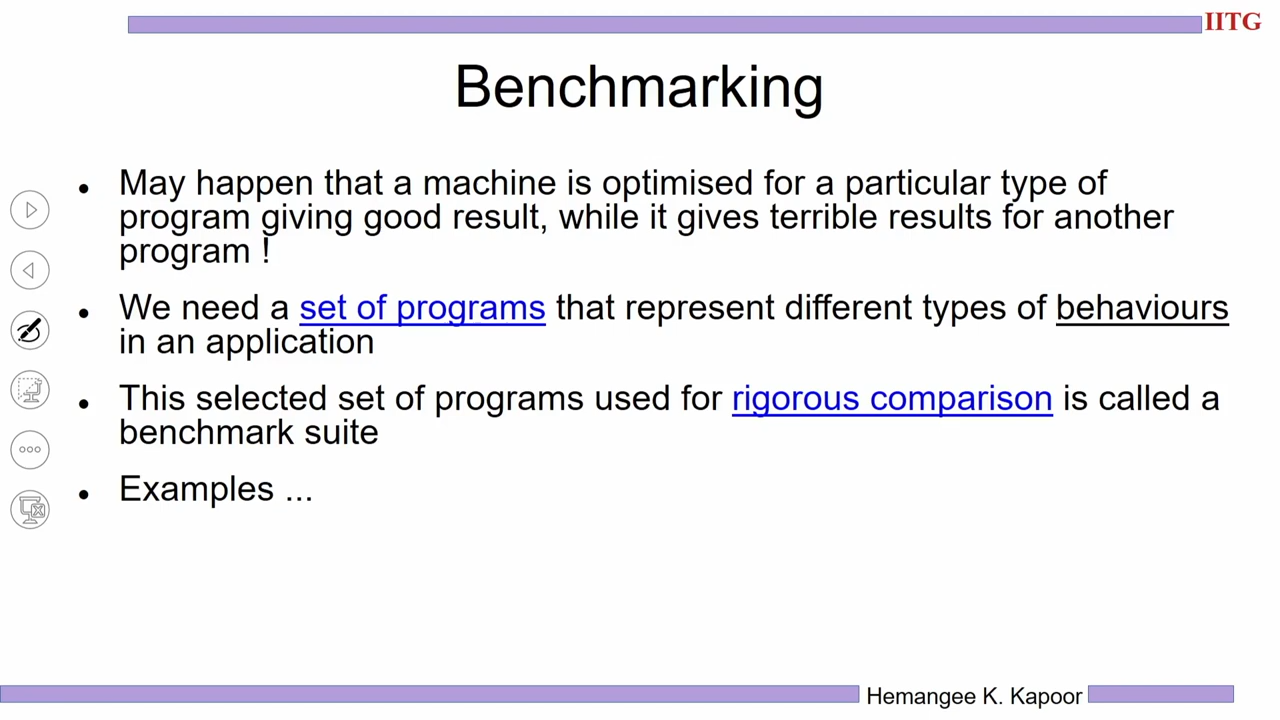 IITG
Benchmarking
• May happen that a machine is optimised for a particular type of
program giving good result, while it gives terrible results for another
program !
• We need a set of programs that represent different types of behaviours
in an application
• This selected set of programs used for rigorous comparison is called a
benchmark suite
• Examples ...
Hemangee K. Kapoor